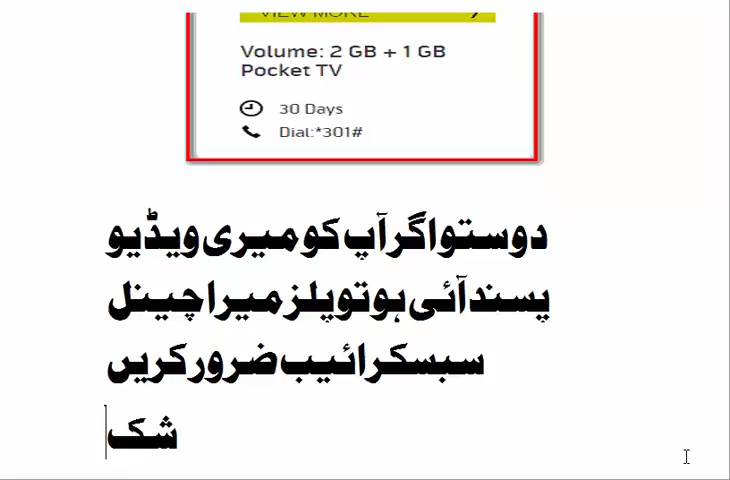 VIEW MORE
Volume: 2 GB + 1 GB
Pocket TV
30 Days
Dial:*301#
دوستو اگر آپ کو میری ویڈیو
پسند آئی ہو تو پلز میرا چینل
سبسکرائیب ضرور کریں
شک